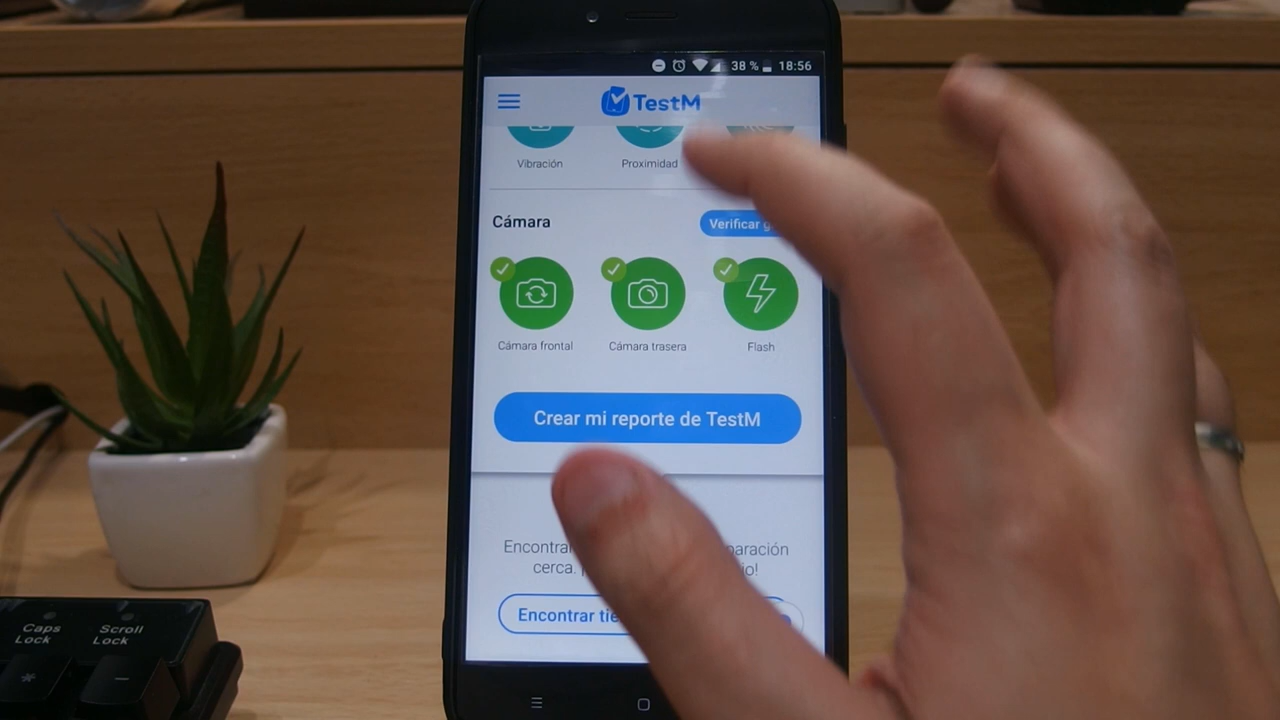 38 % 18:56
TestM
Vibración Proximidad
Cámara Verificar
Cámara frontal Cámara trasera Flash
Crear mi reporte de TestM
cerca.
Encontrar
Caps Lock Scroll Lock
* −